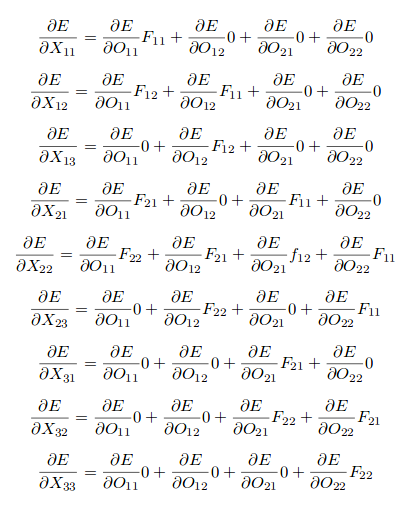 ∂E/∂X₁₁ = ∂E/∂O₁₁ F₁₁ + ∂E/∂O₁₂ 0 + ∂E/∂O₂₁ 0 + ∂E/∂O₂₂ 0
∂E/∂X₁₂ = ∂E/∂O₁₁ F₁₂ + ∂E/∂O₁₂ F₁₁ + ∂E/∂O₂₁ 0 + ∂E/∂O₂₂ 0
∂E/∂X₁₃ = ∂E/∂O₁₁ 0 + ∂E/∂O₁₂ F₁₂ + ∂E/∂O₂₁ 0 + ∂E/∂O₂₂ 0
∂E/∂X₂₁ = ∂E/∂O₁₁ F₂₁ + ∂E/∂O₁₂ 0 + ∂E/∂O₂₁ F₁₁ + ∂E/∂O₂₂ 0
∂E/∂X₂₂ = ∂E/∂O₁₁ F₂₂ + ∂E/∂O₁₂ F₂₁ + ∂E/∂O₂₁ f₁₂ + ∂E/∂O₂₂ F₁₁
∂E/∂X₂₃ = ∂E/∂O₁₁ 0 + ∂E/∂O₁₂ F₂₂ + ∂E/∂O₂₁ 0 + ∂E/∂O₂₂ F₁₁
∂E/∂X₃₁ = ∂E/∂O₁₁ 0 + ∂E/∂O₁₂ 0 + ∂E/∂O₂₁ F₂₁ + ∂E/∂O₂₂ 0
∂E/∂X₃₂ = ∂E/∂O₁₁ 0 + ∂E/∂O₁₂ 0 + ∂E/∂O₂₁ F₂₂ + ∂E/∂O₂₂ F₂₁
∂E/∂X₃₃ = ∂E/∂O₁₁ 0 + ∂E/∂O₁₂ 0 + ∂E/∂O₂₁ 0 + ∂E/∂O₂₂ F₂₂